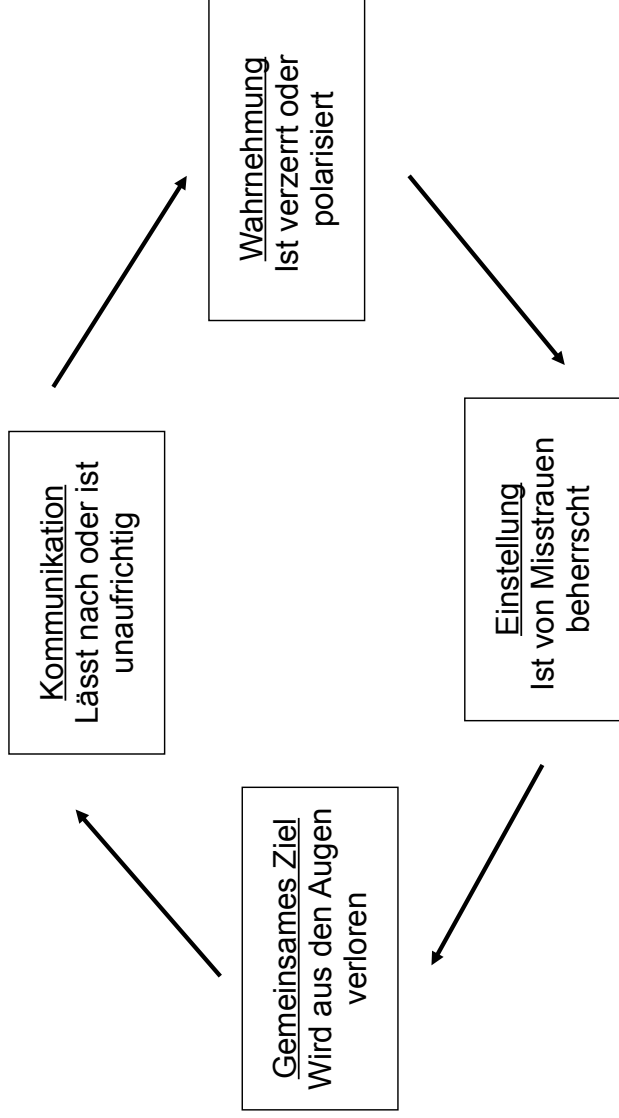 Kommunikation
Lässt nach oder ist
unaufrichtig
Wahrnehmung
Ist verzerrt oder
polarisiert
Einstellung
Ist von Misstrauen
beherrscht
Gemeinsames Ziel
Wird aus den Augen
verloren